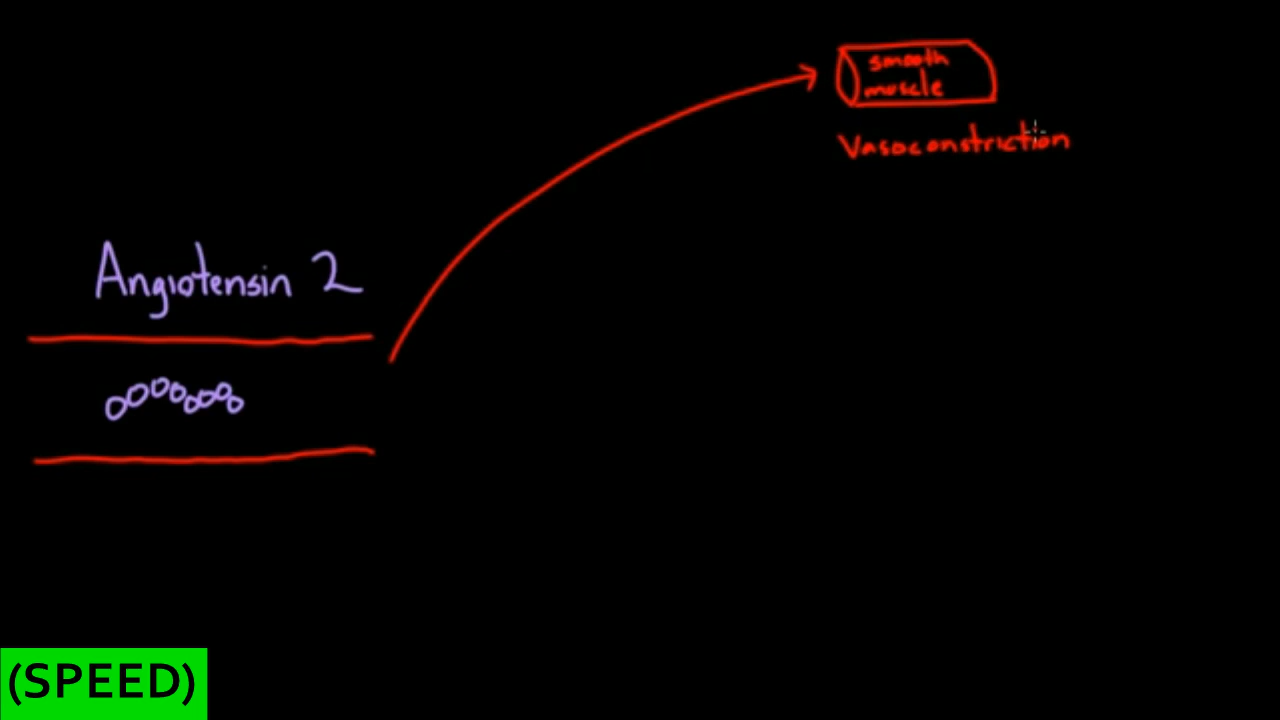 smooth
muscle
Vasoconstriction
Angiotensin 2
(SPEED)